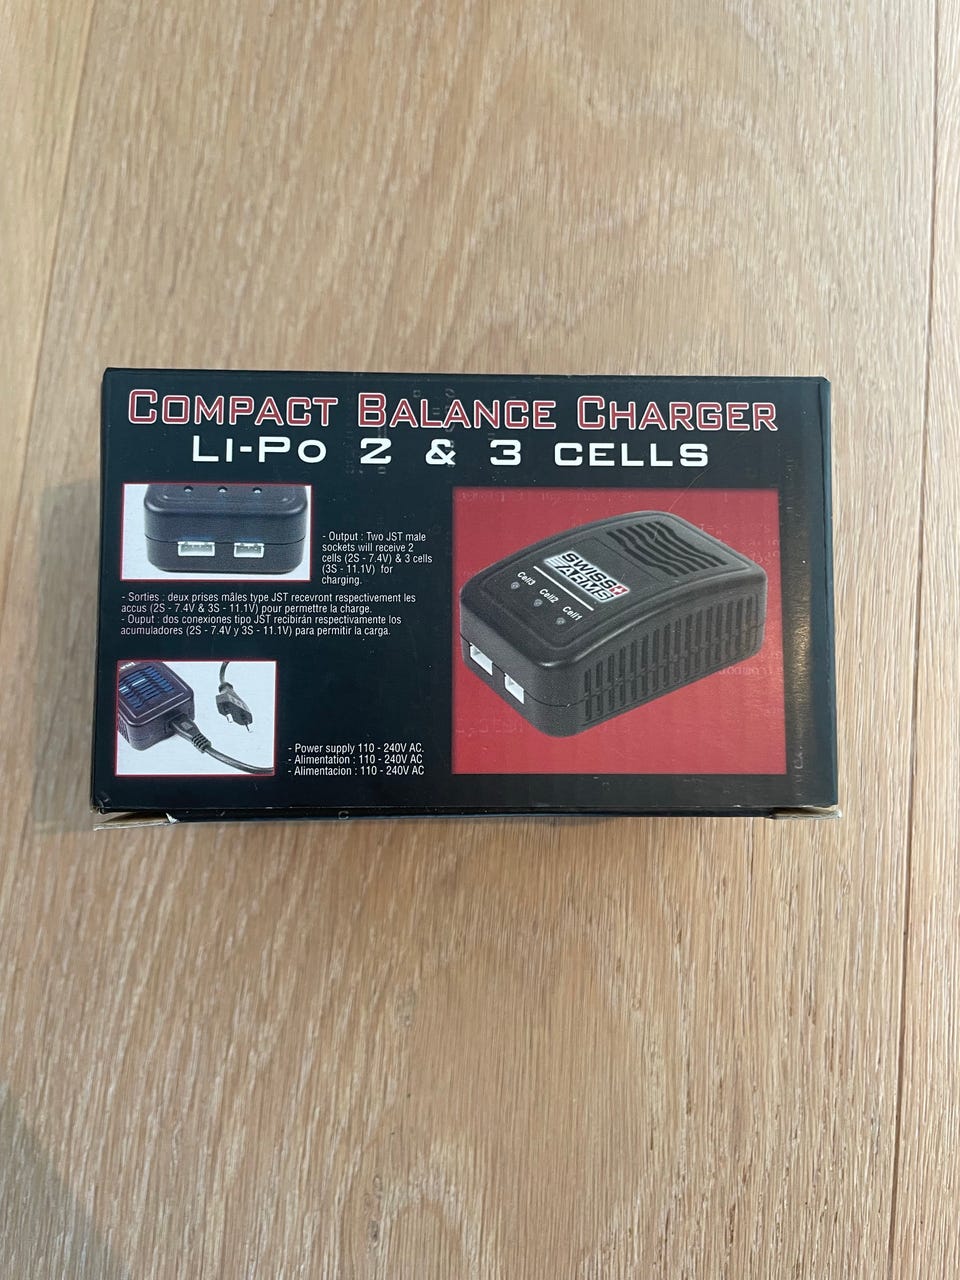 COMPACT BALANCE CHARGER
LI-PO 2 & 3 CELLS
- Output : Two JST male
sockets will receive 2
cells (2S - 7.4V) & 3 cells
(3S - 11.1V) for
charging.
- Sorties : deux prises mâles type JST recevront respectivement les
accus (2S - 7.4V & 3S - 11.1V) pour permettre la charge.
- Ouput : dos conexiones tipo JST recibirán respectivamente los
acumuladores (2S - 7.4V y 3S - 11.1V) para permitir la carga.
SWISS
ARMS
Cell3
Cell2
Cell1
- Power supply 110 - 240V AC.
- Alimentation : 110 - 240V AC
- Alimentacion : 110 - 240V AC